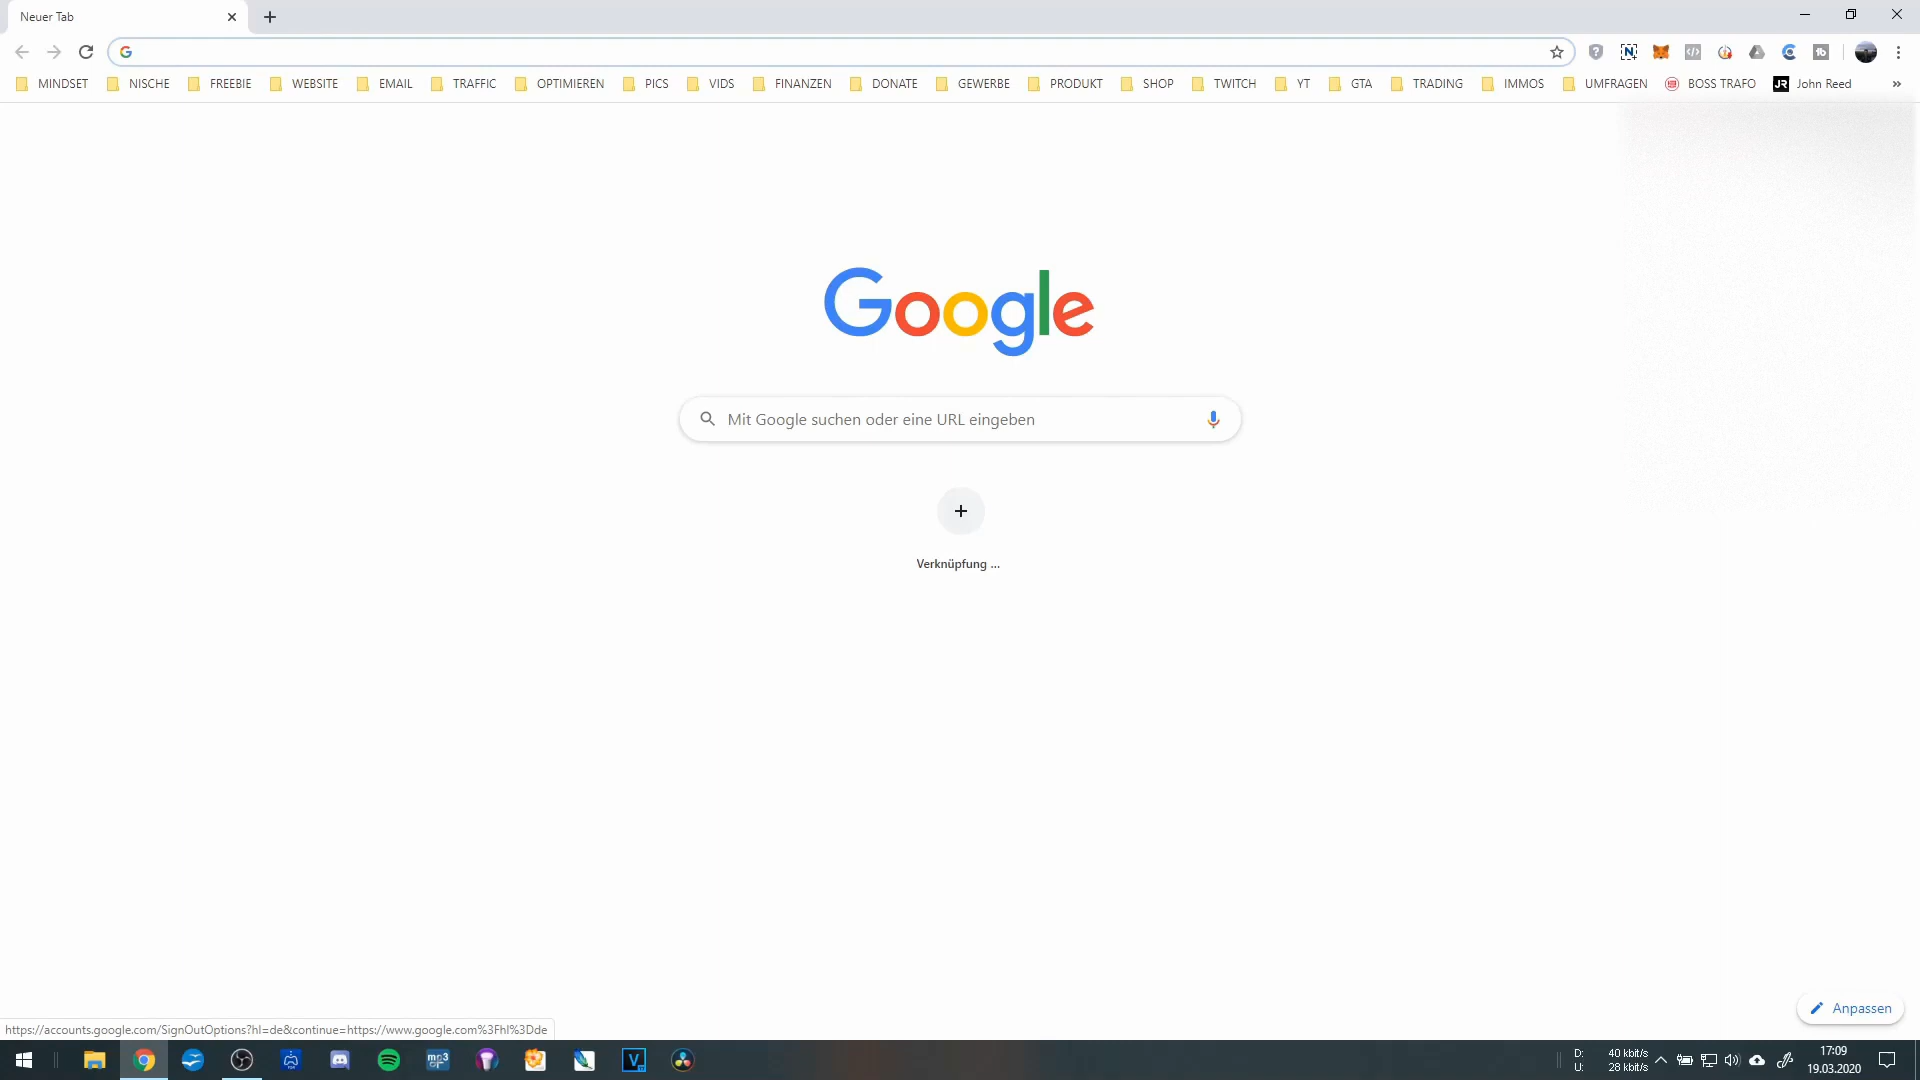 Neuer Tab
MINDSET NISCHE FREEBIE WEBSITE EMAIL TRAFFIC OPTIMIEREN PICS VIDS FINANZEN DONATE GEWERBE PRODUKT SHOP TWITCH YT GTA TRADING IMMOS UMFRAGEN BOSS TRAFO JR John Reed »
Google
Mit Google suchen oder eine URL eingeben
Verknüpfung ...
Anpassen
https://accounts.google.com/SignOutOptions?hl=de&continue=https://www.google.com%3Fhl%3Dde
D: 40 kbit/s
U: 28 kbit/s
17:09
19.03.2020